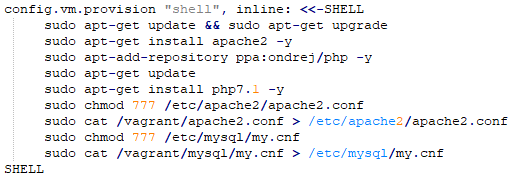 config.vm.provision "shell", inline: <<-SHELL
sudo apt-get update && sudo apt-get upgrade
sudo apt-get install apache2 -y
sudo apt-add-repository ppa:ondrej/php -y
sudo apt-get update
sudo apt-get install php7.1 -y
sudo chmod 777 /etc/apache2/apache2.conf
sudo cat /vagrant/apache2.conf > /etc/apache2/apache2.conf
sudo chmod 777 /etc/mysql/my.cnf
sudo cat /vagrant/mysql/my.cnf > /etc/mysql/my.cnf
SHELL